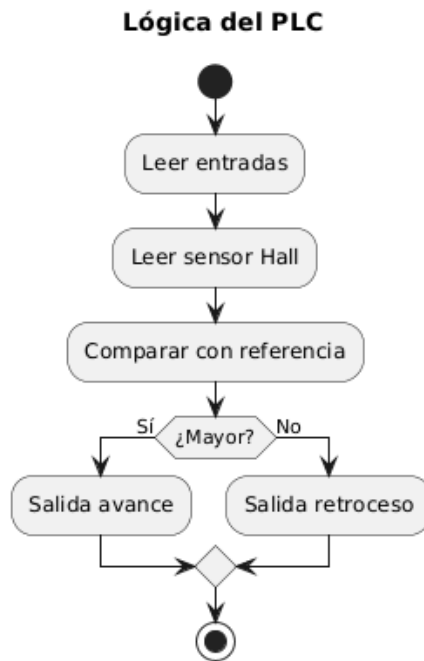 Lógica del PLC
Leer entradas
Leer sensor Hall
Comparar con referencia
Sí
¿Mayor?
No
Salida avance
Salida retroceso